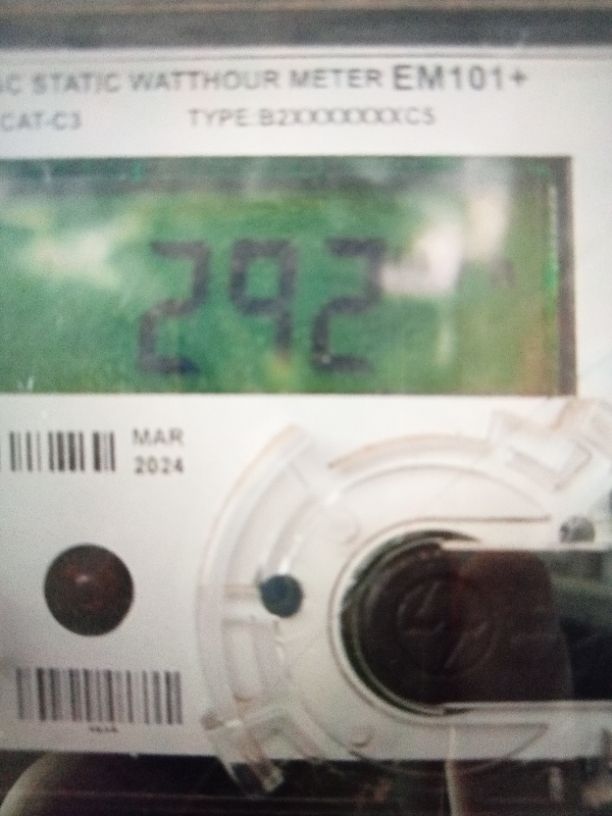 STATIC WATTHOUR METER EM101+
CAT-C3 TYPE:B2XXXXXXXC5
292
MAR
2024